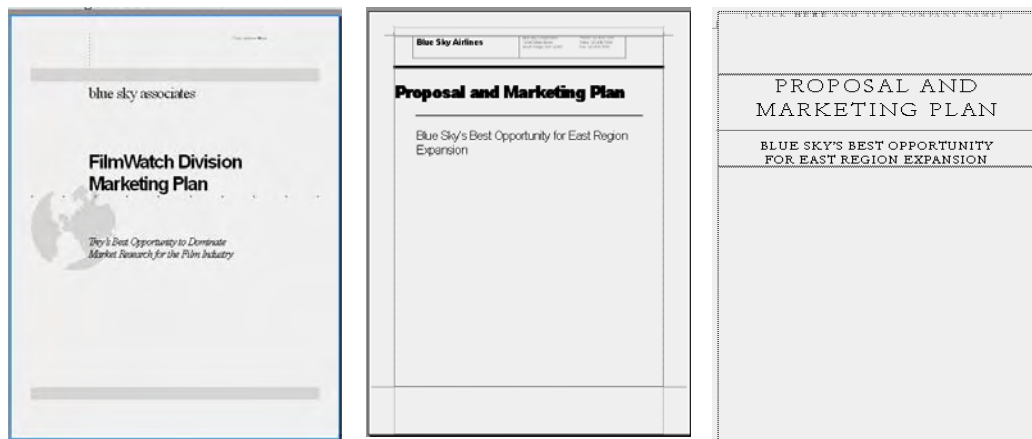 blue sky associates
FilmWatch Division
Marketing Plan
Trey's Best Opportunity to Dominate
Market Research for the Film Industry
Blue Sky Airlines
Proposal and Marketing Plan
Blue Sky's Best Opportunity for East Region
Expansion
[CLICK HERE AND TYPE COMPANY NAME]
PROPOSAL AND
MARKETING PLAN
BLUE SKY'S BEST OPPORTUNITY
FOR EAST REGION EXPANSION